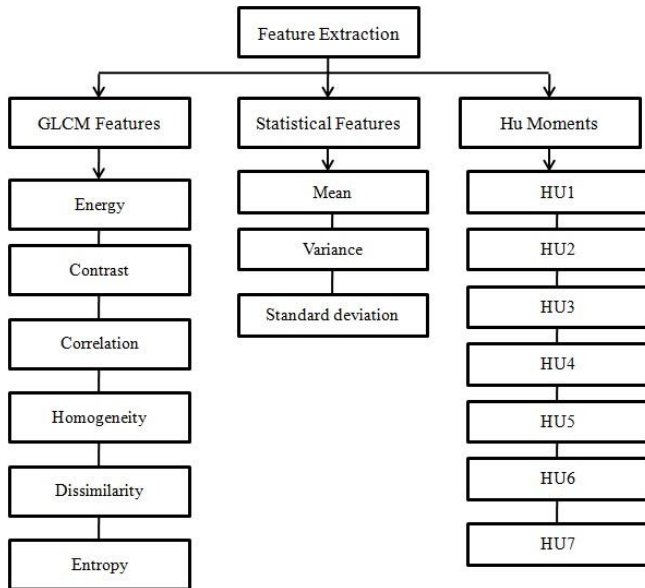 Feature Extraction
GLCM Features
Statistical Features
Hu Moments
Energy
Contrast
Correlation
Homogeneity
Dissimilarity
Entropy
Mean
Variance
Standard deviation
HU1
HU2
HU3
HU4
HU5
HU6
HU7